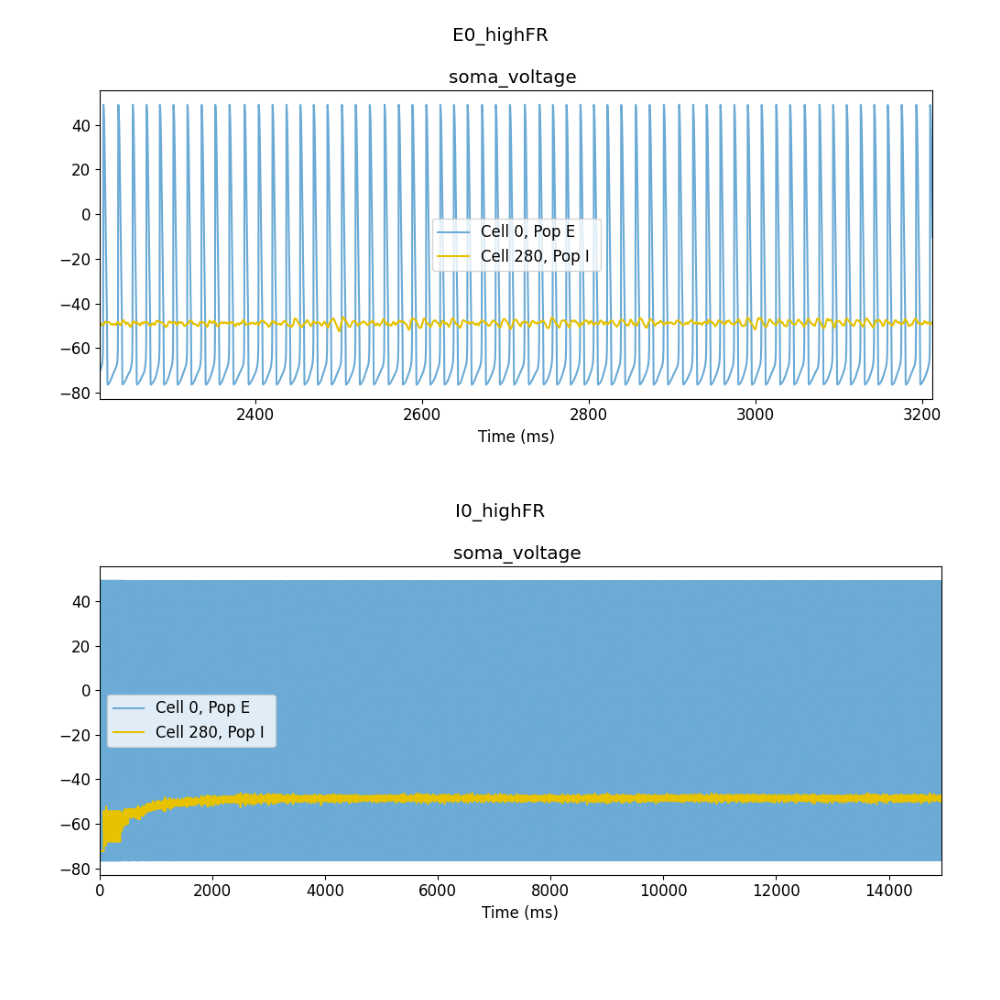 E0_highFR
soma_voltage
40
20
0
−20
−40
−60
−80
Cell 0, Pop E
Cell 280, Pop I
2400 2600 2800 3000 3200
Time (ms)
I0_highFR
soma_voltage
40
20
0
−20
−40
−60
−80
Cell 0, Pop E
Cell 280, Pop I
0 2000 4000 6000 8000 10000 12000 14000
Time (ms)